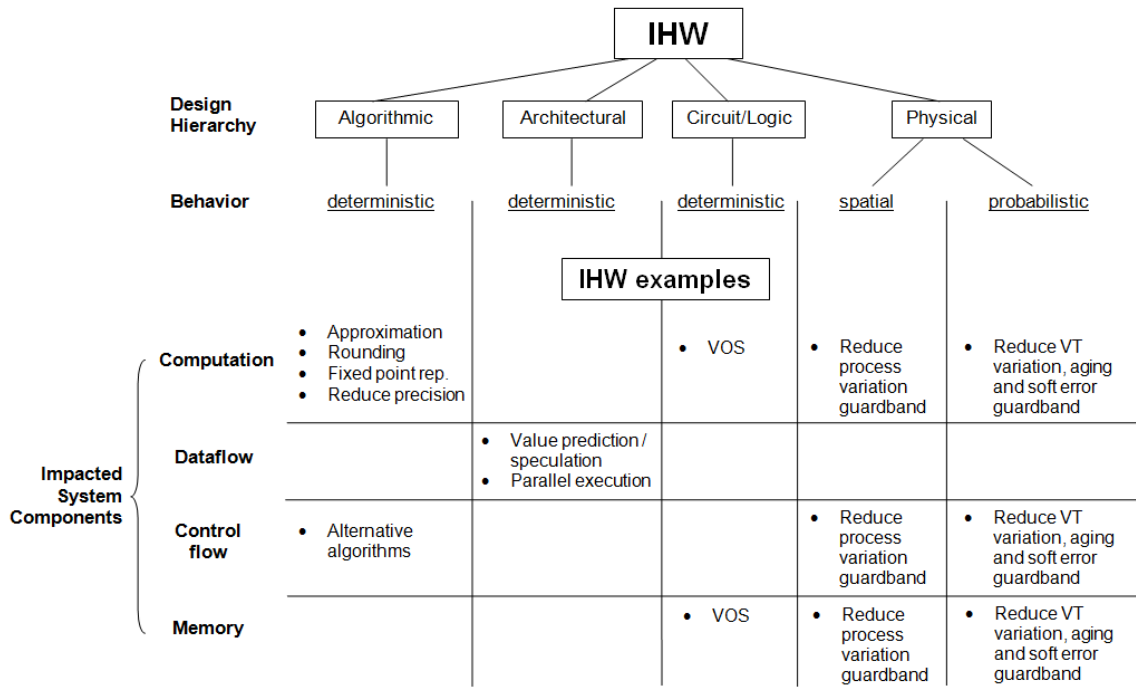 IHW
Design
Hierarchy
Algorithmic
Architectural
Circuit/Logic
Physical
Behavior
deterministic
deterministic
deterministic
spatial
probabilistic
IHW examples
Impacted
System
Components
Computation
• Approximation
• Rounding
• Fixed point rep.
• Reduce precision
• VOS
• Reduce
process
variation
guardband
• Reduce VT
variation, aging
and soft error
guardband
Dataflow
• Value prediction /
speculation
• Parallel execution
Control
flow
• Alternative
algorithms
• Reduce
process
variation
guardband
• Reduce VT
variation, aging
and soft error
guardband
Memory
• VOS
• Reduce
process
variation
guardband
• Reduce VT
variation, aging
and soft error
guardband